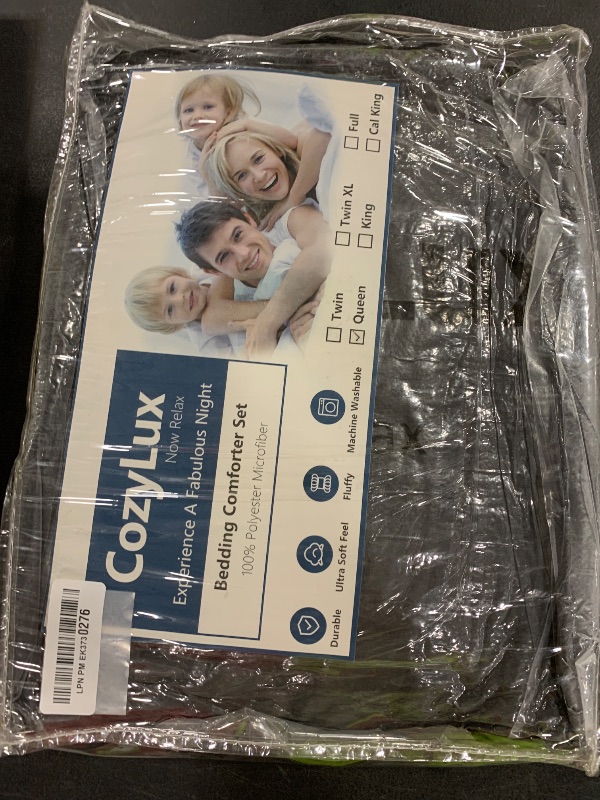 CozyLux
Now Relax
Experience A Fabulous Night
Bedding Comforter Set
100% Polyester Microfiber
Twin
Twin XL
Full
Queen
King
Cal King
Durable
Ultra Soft Feel
Fluffy
Machine Washable
LPN PM EK3730276